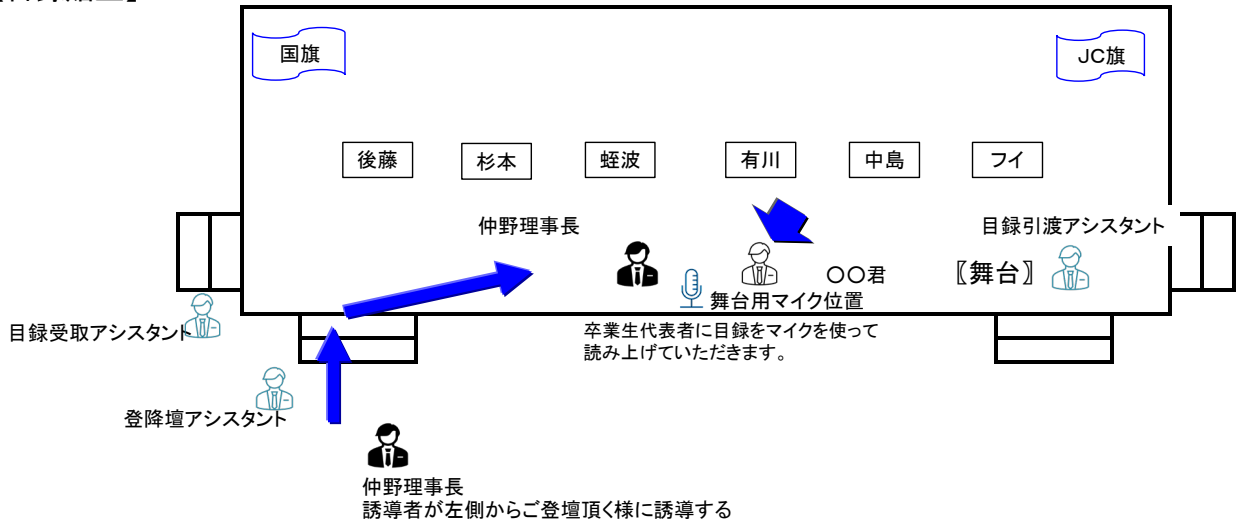 国旗
JC旗
後藤
杉本
蛭波
有川
中島
フイ
仲野理事長
目録引渡アシスタント
〇〇君
〖舞台〗
舞台用マイク位置
目録受取アシスタント
卒業生代表者に目録をマイクを使って
読み上げていただきます。
登降壇アシスタント
仲野理事長
誘導者が左側からご登壇頂く様に誘導する